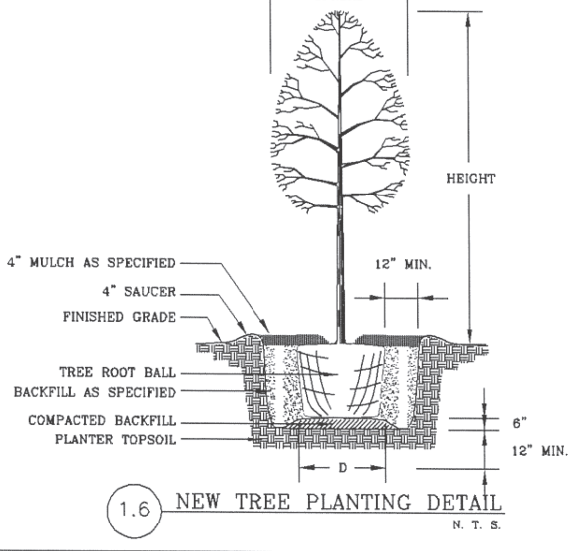 HEIGHT
4" MULCH AS SPECIFIED
12" MIN.
4" SAUCER
FINISHED GRADE
TREE ROOT BALL
BACKFILL AS SPECIFIED
COMPACTED BACKFILL
6"
PLANTER TOPSOIL
12" MIN.
D
1.6 NEW TREE PLANTING DETAIL
N. T. S.